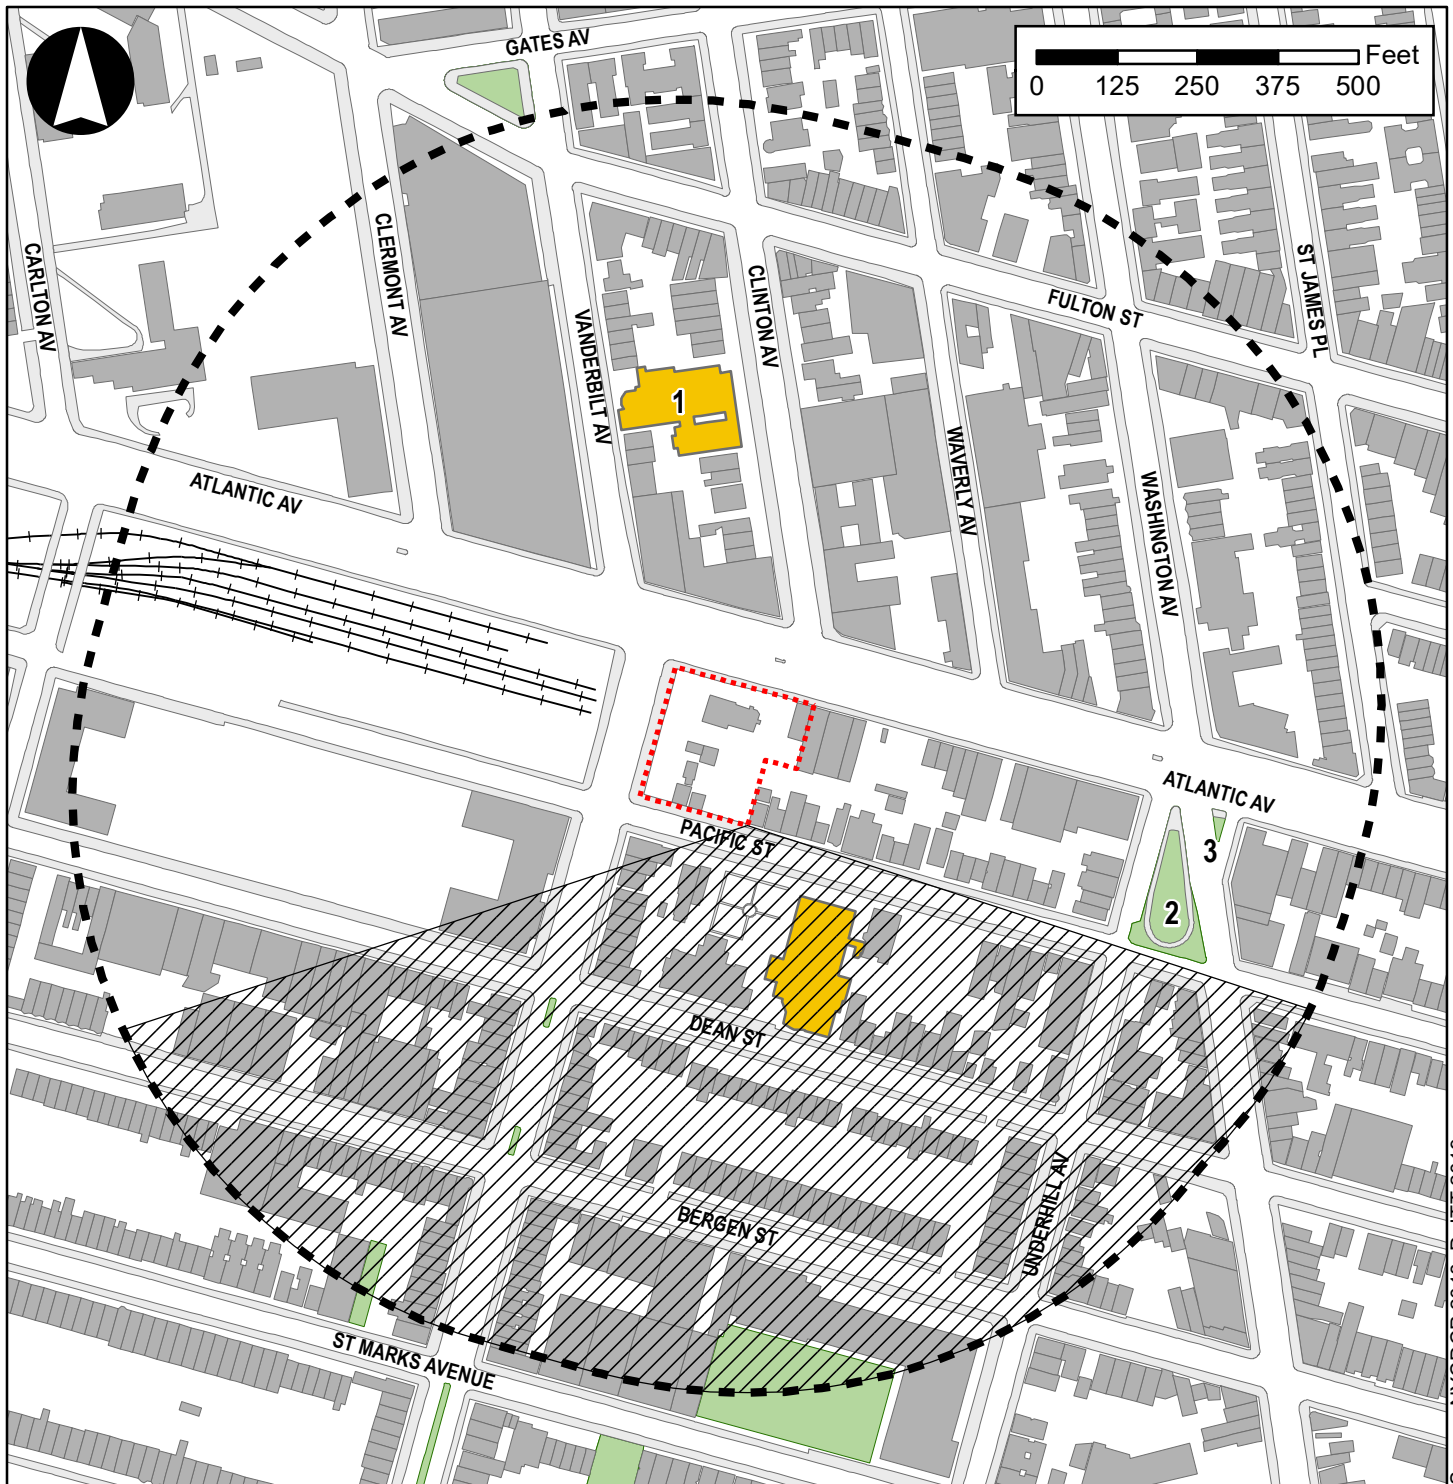 GATES AV
Feet
0 125 250 375 500
CARLTON AV
CLERMONT AV
VANDERBILT AV
CLINTON AV
FULTON ST
ST JAMES PL
1
WAVERLY AV
WASHINGTON AV
ATLANTIC AV
ATLANTIC AV
PACIFIC ST
3
2
DEAN ST
UNDERHILL AV
BERGEN ST
ST MARKS AVENUE